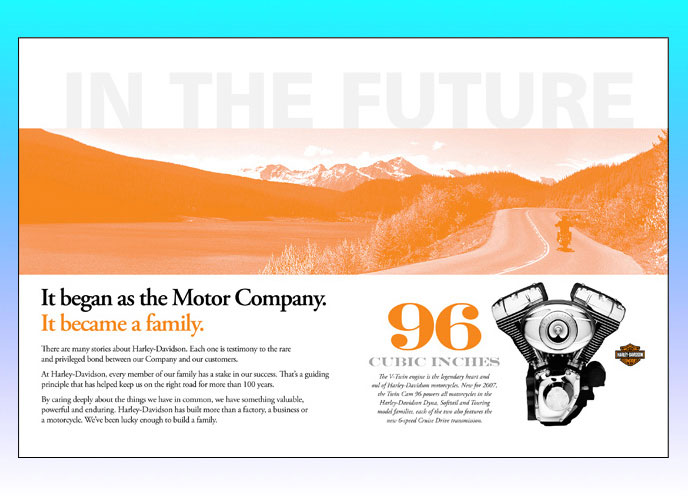 IN THE FUTURE
It began as the Motor Company.
It became a family.
There are many stories about Harley-Davidson. Each one is testimony to the rare
and privileged bond between our Company and our customers.
At Harley-Davidson, every member of our family has a stake in our success. That's a guiding
principle that has helped keep us on the right road for more than 100 years.
By caring deeply about the things we have in common, we have something valuable,
powerful and enduring. Harley-Davidson has built more than a factory, a business or
a motorcycle. We've been lucky enough to build a family.
96
CUBIC INCHES
The V-Twin engine is the legendary heart and
soul of Harley-Davidson motorcycles. New for 2007,
the Twin Cam 96 powers all motorcycles in the
Harley-Davidson Dyna, Softail and Touring
model families, each of the two also features the
new 6-speed Cruise Drive transmission.
HARLEY-DAVIDSON